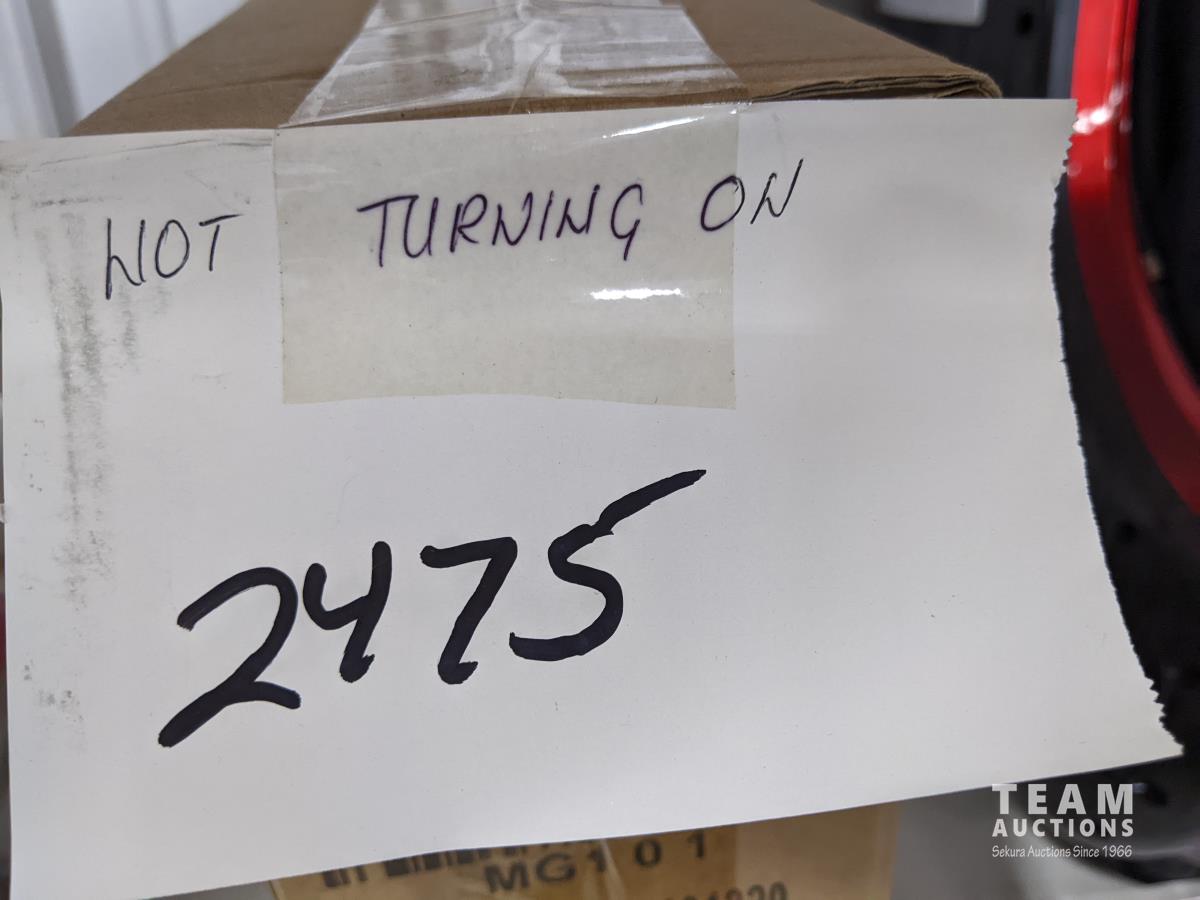 NOT TURNING ON
2475
TEAM
AUCTIONS
Sekura Auctions Since 1966
MG101